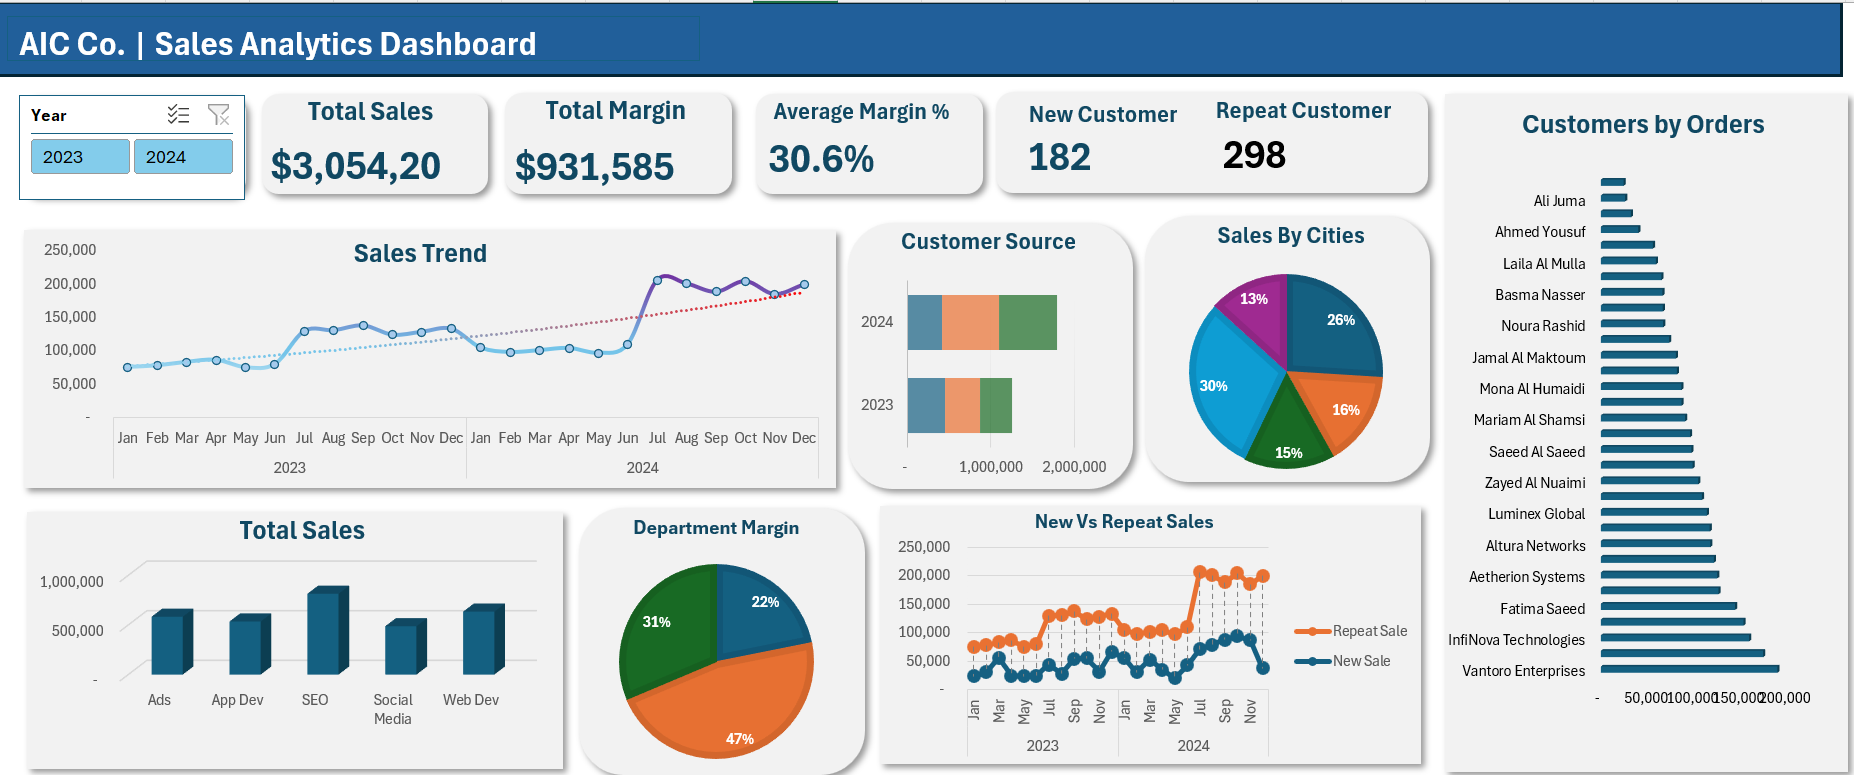 AIC Co. | Sales Analytics Dashboard
Year
2023 2024
Total Sales
$3,054,20
Total Margin
$931,585
Average Margin %
30.6%
New Customer
182
Repeat Customer
298
Sales Trend
250,000
200,000
150,000
100,000
50,000
-
Jan Feb Mar Apr May Jun Jul Aug Sep Oct Nov Dec Jan Feb Mar Apr May Jun Jul Aug Sep Oct Nov Dec
2023 2024
Customer Source
2024
2023
- 1,000,000 2,000,000
Sales By Cities
13%
26%
30%
16%
15%
Customers by Orders
Ali Juma
Ahmed Yousuf
Laila Al Mulla
Basma Nasser
Noura Rashid
Jamal Al Maktoum
Mona Al Humaidi
Mariam Al Shamsi
Saeed Al Saeed
Zayed Al Nuaimi
Luminex Global
Altura Networks
Aetherion Systems
Fatima Saeed
InfiNova Technologies
Vantoro Enterprises
- 50,000 100,000 150,000 200,000
Total Sales
1,000,000
500,000
-
Ads App Dev SEO Social Media Web Dev
Department Margin
22%
31%
47%
New Vs Repeat Sales
250,000
200,000
150,000
100,000
50,000
-
Jan Mar May Jul Sep Nov Jan Mar May Jul Sep Nov
2023 2024
Repeat Sale
New Sale